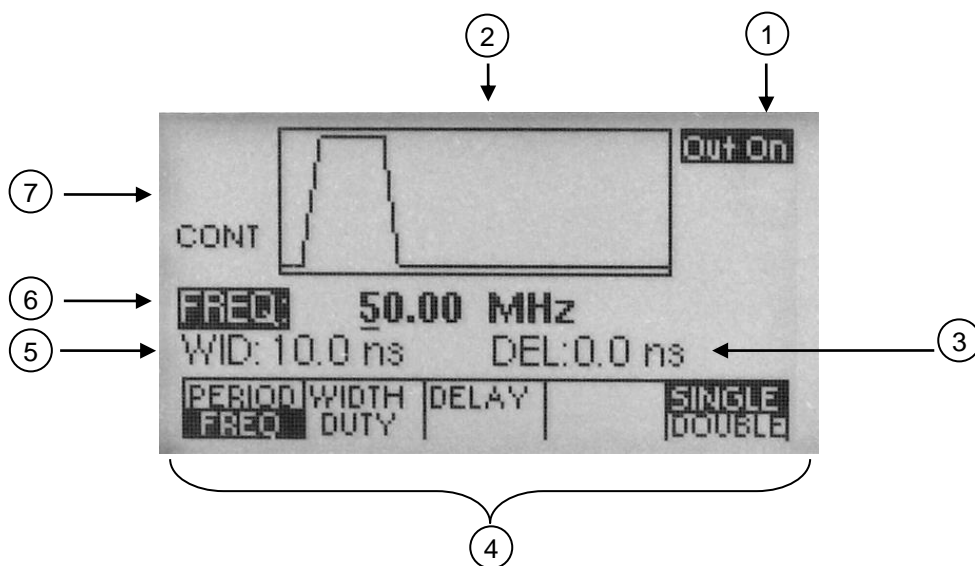 2
1
Out On
7
CONT
6
FREQ: 50.00 MHz
5
WID: 10.0 ns DEL:0.0 ns
3
PERIOD WIDTH DELAY SINGLE
FREQ DUTY DOUBLE
4